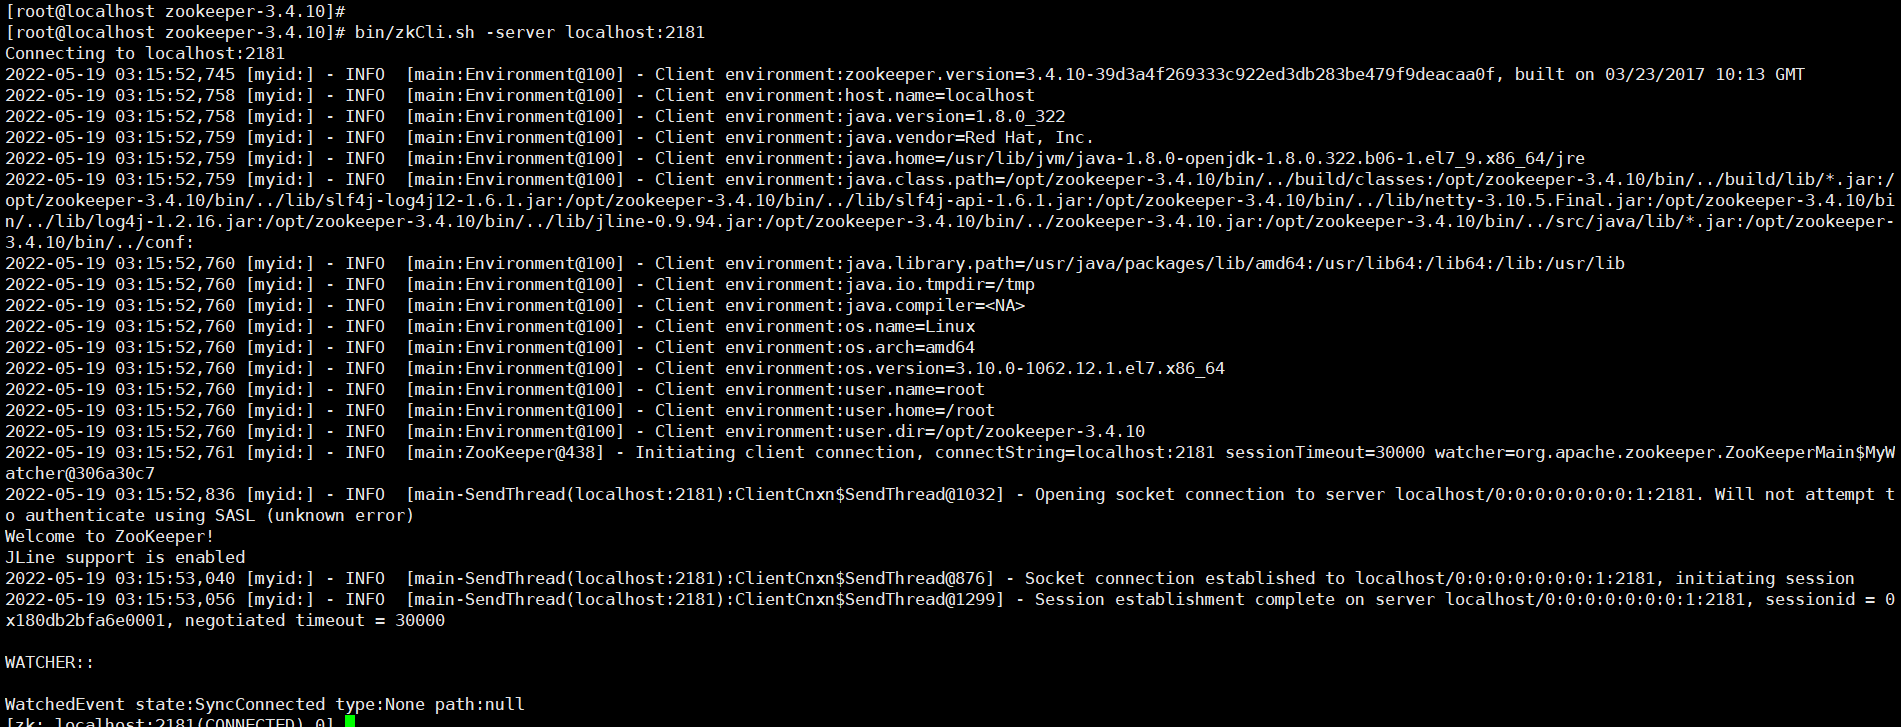 [root@localhost zookeeper-3.4.10]#
[root@localhost zookeeper-3.4.10]# bin/zkCli.sh -server localhost:2181
Connecting to localhost:2181
2022-05-19 03:15:52,745 [myid:] - INFO  [main:Environment@100] - Client environment:zookeeper.version=3.4.10-39d3a4f269333c922ed3db283be479f9deacaa0f, built on 03/23/2017 10:13 GMT
2022-05-19 03:15:52,758 [myid:] - INFO  [main:Environment@100] - Client environment:host.name=localhost
2022-05-19 03:15:52,758 [myid:] - INFO  [main:Environment@100] - Client environment:java.version=1.8.0_322
2022-05-19 03:15:52,759 [myid:] - INFO  [main:Environment@100] - Client environment:java.vendor=Red Hat, Inc.
2022-05-19 03:15:52,759 [myid:] - INFO  [main:Environment@100] - Client environment:java.home=/usr/lib/jvm/java-1.8.0-openjdk-1.8.0.322.b06-1.el7_9.x86_64/jre
2022-05-19 03:15:52,759 [myid:] - INFO  [main:Environment@100] - Client environment:java.class.path=/opt/zookeeper-3.4.10/bin/../build/classes:/opt/zookeeper-3.4.10/bin/../build/lib/*.jar:/
opt/zookeeper-3.4.10/bin/../lib/slf4j-log4j12-1.6.1.jar:/opt/zookeeper-3.4.10/bin/../lib/slf4j-api-1.6.1.jar:/opt/zookeeper-3.4.10/bin/../lib/netty-3.10.5.Final.jar:/opt/zookeeper-3.4.10/bi
n/../lib/log4j-1.2.16.jar:/opt/zookeeper-3.4.10/bin/../lib/jline-0.9.94.jar:/opt/zookeeper-3.4.10/bin/../zookeeper-3.4.10.jar:/opt/zookeeper-3.4.10/bin/../src/java/lib/*.jar:/opt/zookeeper-
3.4.10/bin/../conf:
2022-05-19 03:15:52,760 [myid:] - INFO  [main:Environment@100] - Client environment:java.library.path=/usr/java/packages/lib/amd64:/usr/lib64:/lib64:/lib:/usr/lib
2022-05-19 03:15:52,760 [myid:] - INFO  [main:Environment@100] - Client environment:java.io.tmpdir=/tmp
2022-05-19 03:15:52,760 [myid:] - INFO  [main:Environment@100] - Client environment:java.compiler=<NA>
2022-05-19 03:15:52,760 [myid:] - INFO  [main:Environment@100] - Client environment:os.name=Linux
2022-05-19 03:15:52,760 [myid:] - INFO  [main:Environment@100] - Client environment:os.arch=amd64
2022-05-19 03:15:52,760 [myid:] - INFO  [main:Environment@100] - Client environment:os.version=3.10.0-1062.12.1.el7.x86_64
2022-05-19 03:15:52,760 [myid:] - INFO  [main:Environment@100] - Client environment:user.name=root
2022-05-19 03:15:52,760 [myid:] - INFO  [main:Environment@100] - Client environment:user.home=/root
2022-05-19 03:15:52,760 [myid:] - INFO  [main:Environment@100] - Client environment:user.dir=/opt/zookeeper-3.4.10
2022-05-19 03:15:52,761 [myid:] - INFO  [main:ZooKeeper@438] - Initiating client connection, connectString=localhost:2181 sessionTimeout=30000 watcher=org.apache.zookeeper.ZooKeeperMain$MyW
atcher@306a30c7
2022-05-19 03:15:52,836 [myid:] - INFO  [main-SendThread(localhost:2181):ClientCnxn$SendThread@1032] - Opening socket connection to server localhost/0:0:0:0:0:0:0:1:2181. Will not attempt t
o authenticate using SASL (unknown error)
Welcome to ZooKeeper!
JLine support is enabled
2022-05-19 03:15:53,040 [myid:] - INFO  [main-SendThread(localhost:2181):ClientCnxn$SendThread@876] - Socket connection established to localhost/0:0:0:0:0:0:0:1:2181, initiating session
2022-05-19 03:15:53,056 [myid:] - INFO  [main-SendThread(localhost:2181):ClientCnxn$SendThread@1299] - Session establishment complete on server localhost/0:0:0:0:0:0:0:1:2181, sessionid = 0
x180db2bfa6e0001, negotiated timeout = 30000
WATCHER::
WatchedEvent state:SyncConnected type:None path:null
[zk: localhost:2181(CONNECTED) 0]